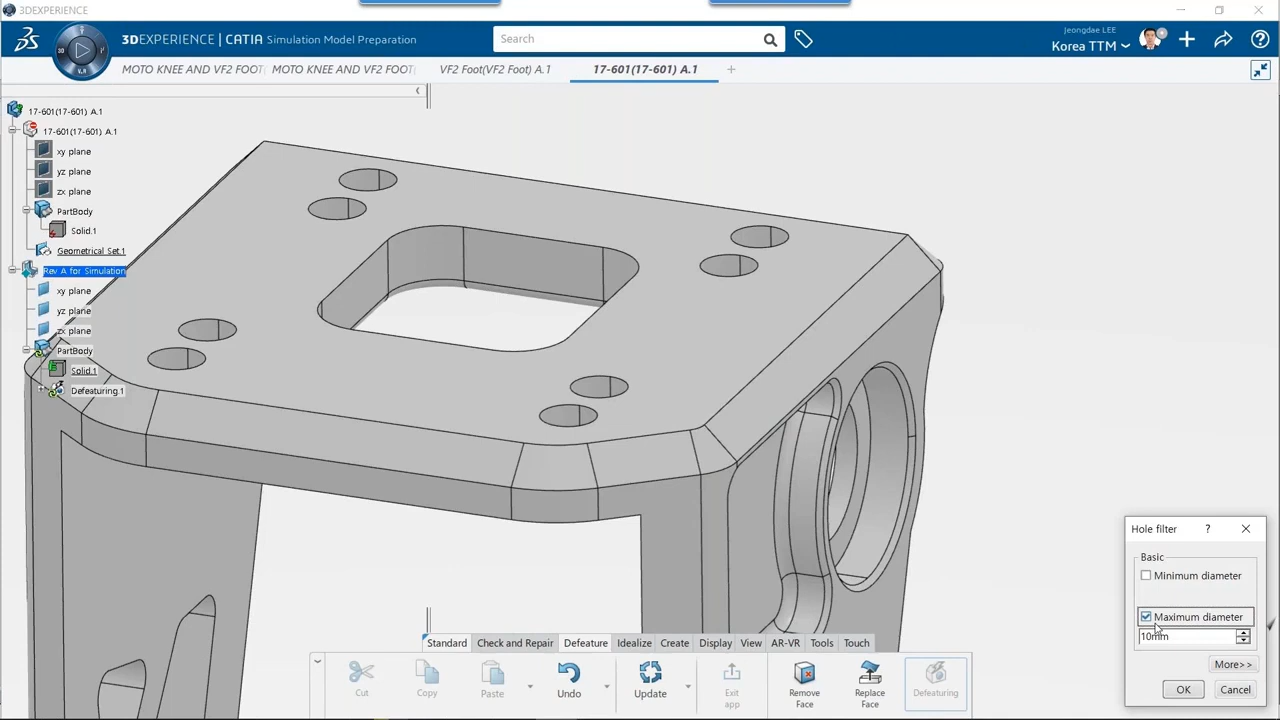 3DEXPERIENCE
3DEXPERIENCE | CATIA Simulation Model Preparation
Search
Jeongdae LEE
Korea TTM
3D
V.R
MOTO KNEE AND VF2 FOOT(
MOTO KNEE AND VF2 FOOT(
VF2 Foot(VF2 Foot) A.1
17-601(17-601) A.1
17-601(17-601) A.1
17-601(17-601) A.1
xy plane
yz plane
zx plane
PartBody
Solid.1
Geometrical Set.1
Rev A for Simulation
xy plane
yz plane
zx plane
PartBody
Solid.1
Defeaturing.1
Hole filter
?
Basic
Minimum diameter
Maximum diameter
10mm
More>>
OK
Cancel
Standard
Check and Repair
Defeature
Idealize
Create
Display
View
AR-VR
Tools
Touch
Cut
Copy
Paste
Undo
Update
Exit
app
Remove
Face
Replace
Face
Defeaturing